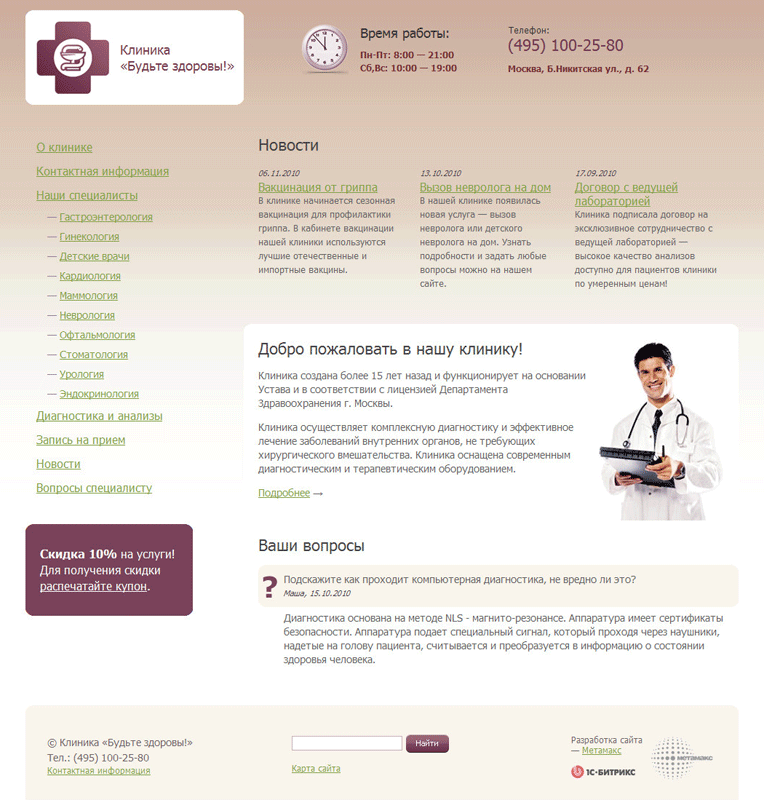 Клиника
«Будьте здоровы!»
Время работы:
Пн-Пт: 8:00 — 21:00
Сб,Вс: 10:00 — 19:00
Телефон:
(495) 100-25-80
Москва, Б.Никитская ул., д. 62
О клинике
Контактная информация
Наши специалисты
— Гастроэнтерология
— Гинекология
— Детские врачи
— Кардиология
— Маммология
— Неврология
— Офтальмология
— Стоматология
— Урология
— Эндокринология
Диагностика и анализы
Запись на прием
Новости
Вопросы специалисту
Скидка 10% на услуги!
Для получения скидки
распечатайте купон.
Новости
06.11.2010
Вакцинация от гриппа
В клинике начинается сезонная
вакцинация для профилактики
гриппа. В кабинете вакцинации
нашей клиники используются
лучшие отечественные и
импортные вакцины.
13.10.2010
Вызов невролога на дом
В нашей клинике появилась
новая услуга — вызов
невролога или детского
невролога на дом. Узнать
подробности и задать любые
вопросы можно на нашем
сайте.
17.09.2010
Договор с ведущей
лабораторией
Клиника подписала договор на
эксклюзивное сотрудничество с
ведущей лабораторией —
высокое качество анализов
доступно для пациентов клиники
по умеренным ценам!
Добро пожаловать в нашу клинику!
Клиника создана более 15 лет назад и функционирует на основании
Устава и в соответствии с лицензией Департамента
Здравоохранения г. Москвы.
Клиника осуществляет комплексную диагностику и эффективное
лечение заболеваний внутренних органов, не требующих
хирургического вмешательства. Клиника оснащена современным
диагностическим и терапевтическим оборудованием.
Подробнее →
Ваши вопросы
? Подскажите как проходит компьютерная диагностика, не вредно ли это?
Маша, 15.10.2010
Диагностика основана на методе NLS - магнито-резонансе. Аппаратура имеет сертификаты
безопасности. Аппаратура подает специальный сигнал, который проходя через наушники,
надетые на голову пациента, считывается и преобразуется в информацию о состоянии
здоровья человека.
© Клиника «Будьте здоровы!»
Тел.: (495) 100-25-80
Контактная информация
Найти
Карта сайта
Разработка сайта
— Метамакс
1С-БИТРИКС
МЕТАМАКС